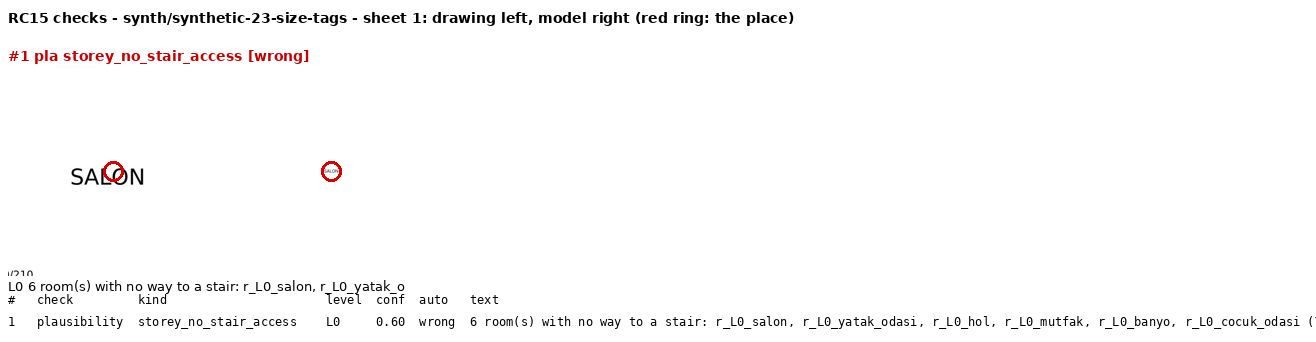 RC15 checks - synth/synthetic-23-size-tags - sheet 1: drawing left, model right (red ring: the place)
#1 pla storey_no_stair_access [wrong]
SALON SALON
/210
L0 6 room(s) with no way to a stair: r_L0_salon, r_L0_yatak_o
# check kind level conf auto text
1 plausibility storey_no_stair_access L0 0.60 wrong 6 room(s) with no way to a stair: r_L0_salon, r_L0_yatak_odasi, r_L0_hol, r_L0_mutfak, r_L0_banyo, r_L0_cocuk_odasi (